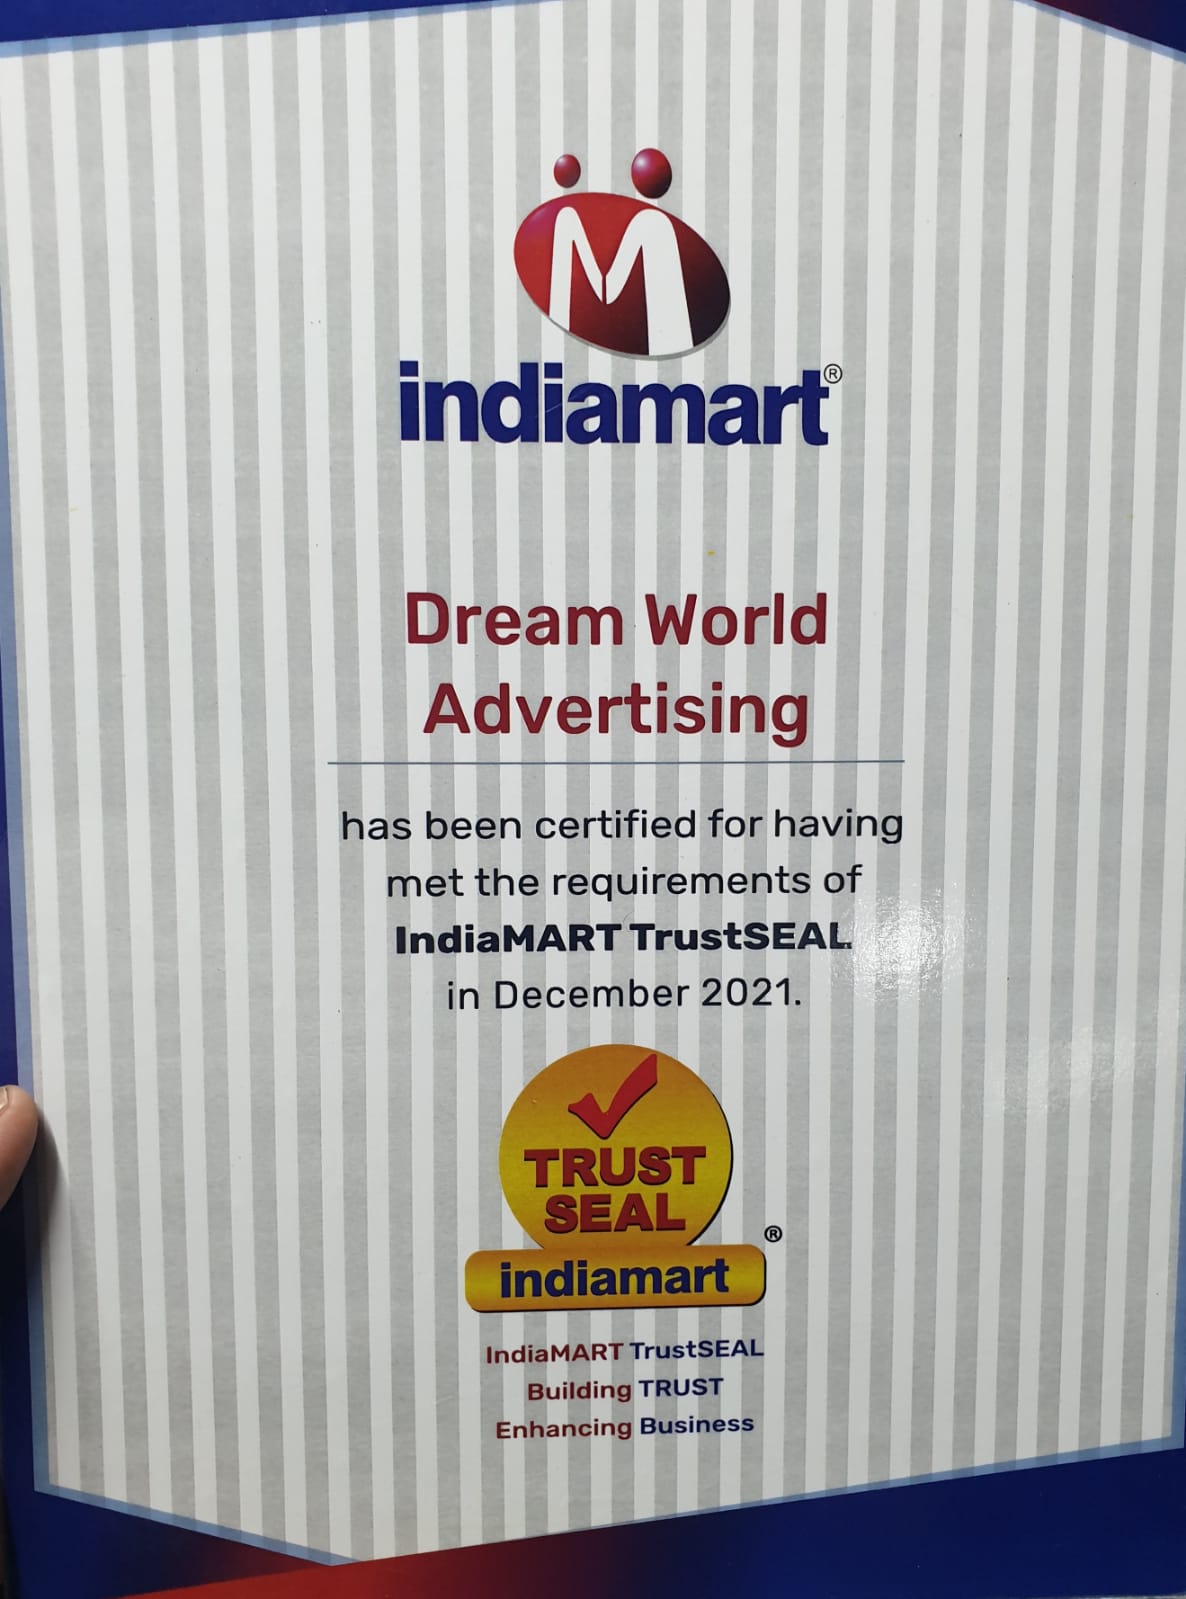 indiamart®
Dream World
Advertising
has been certified for having
met the requirements of
IndiaMART TrustSEAL
in December 2021.
TRUST
SEAL
indiamart®
IndiaMART TrustSEAL
Building TRUST
Enhancing Business